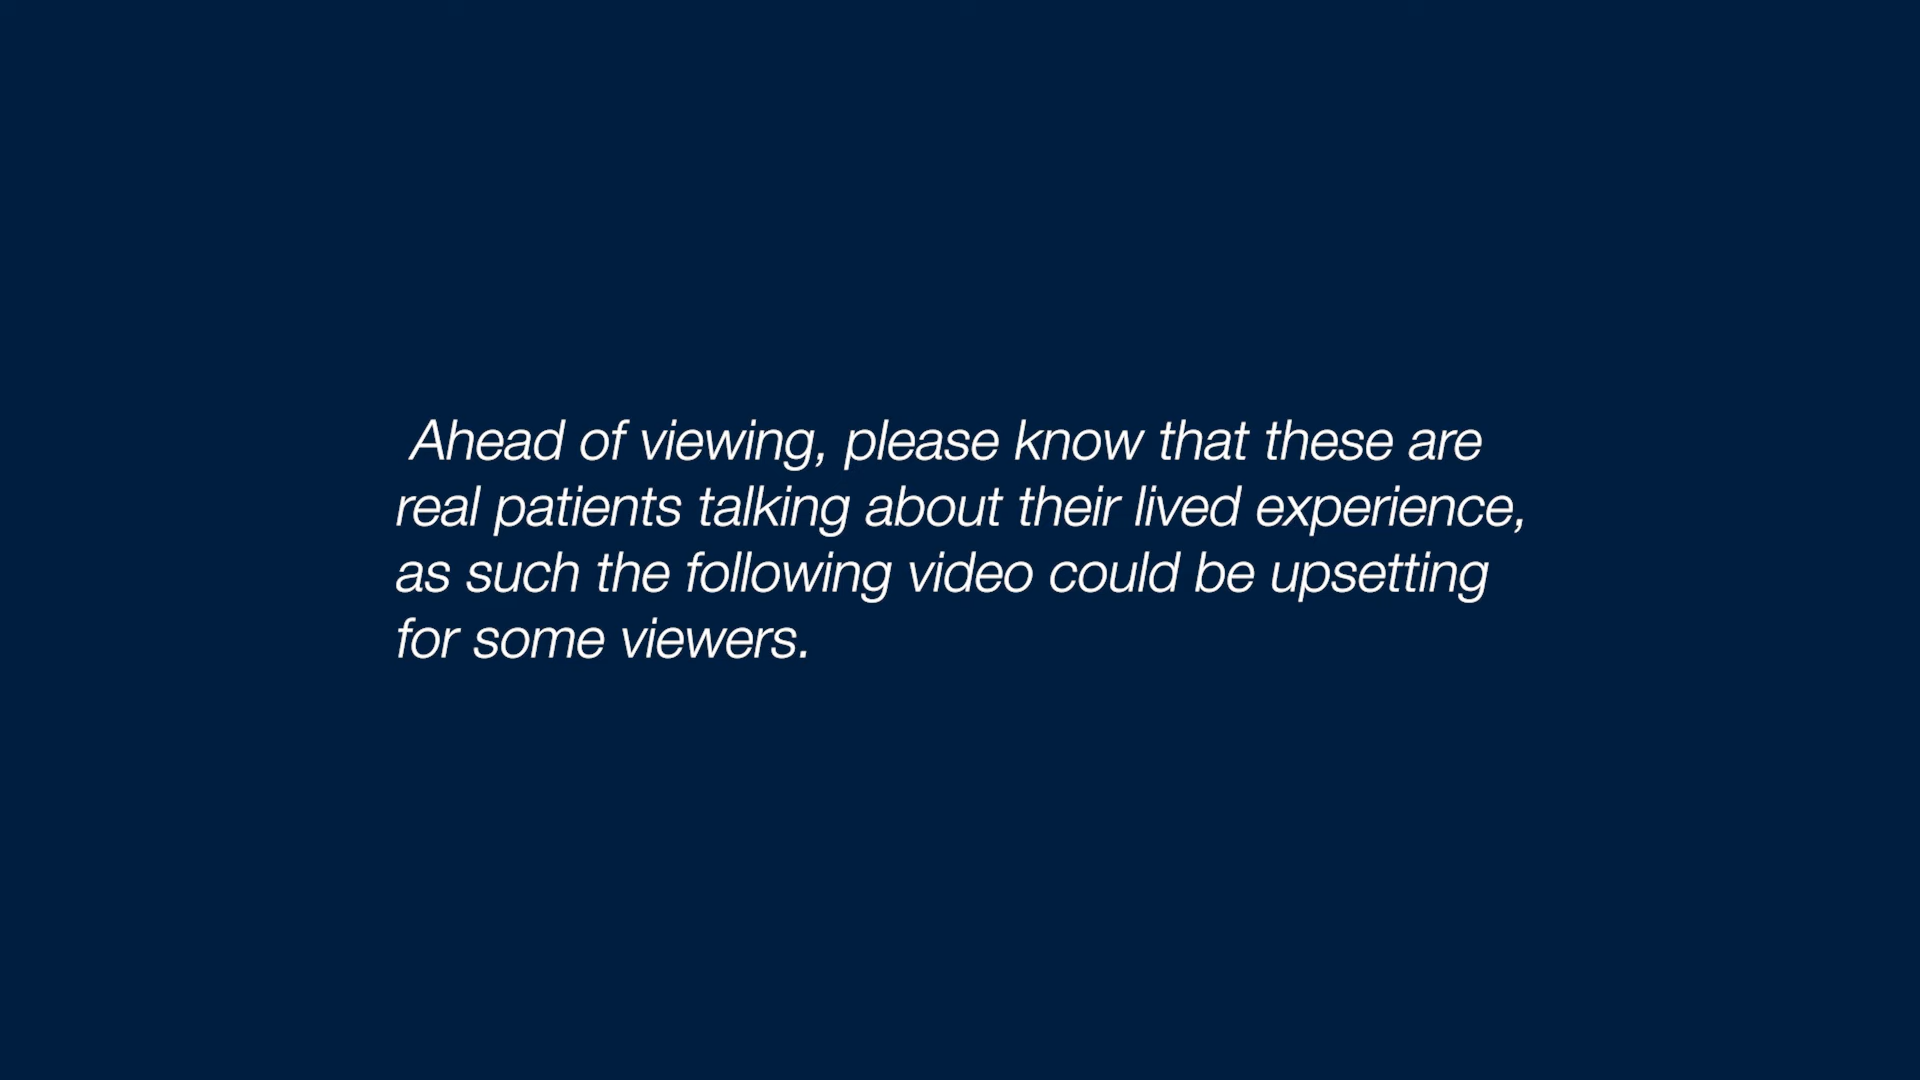 Ahead of viewing, please know that these are
real patients talking about their lived experience,
as such the following video could be upsetting
for some viewers.